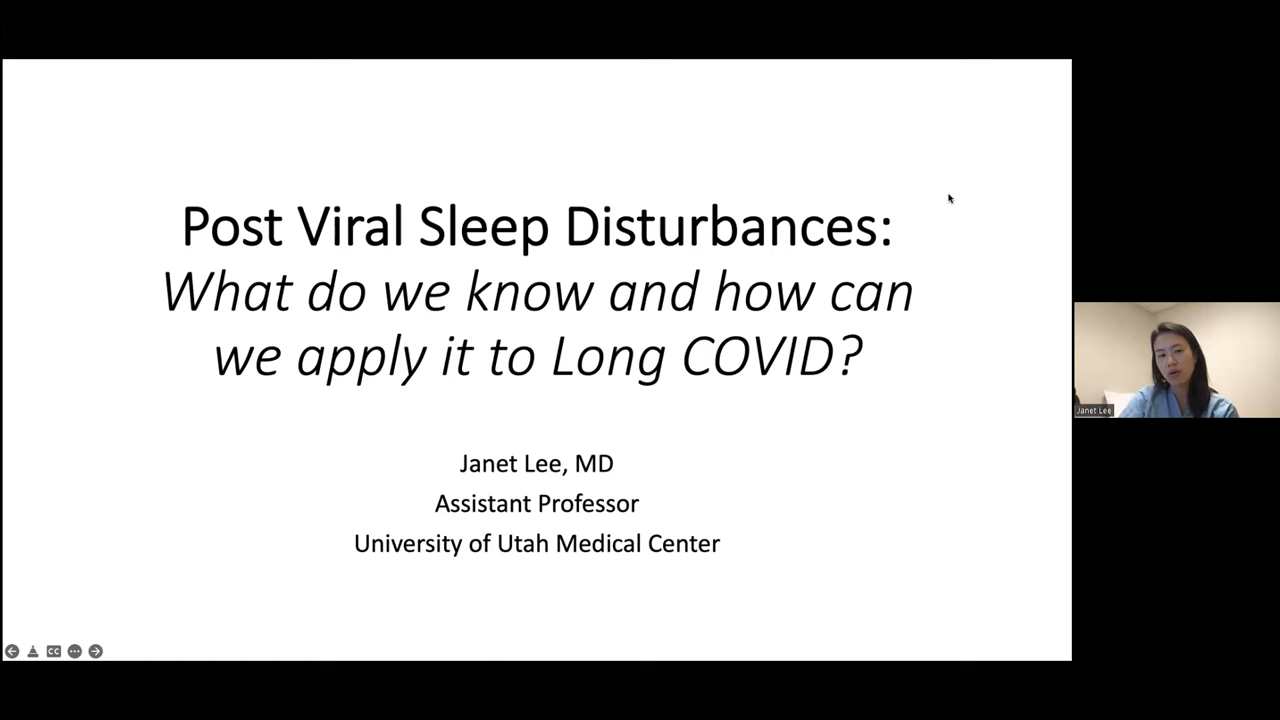 Post Viral Sleep Disturbances:
What do we know and how can
we apply it to Long COVID?
Janet Lee, MD
Assistant Professor
University of Utah Medical Center
Janet Lee
CC